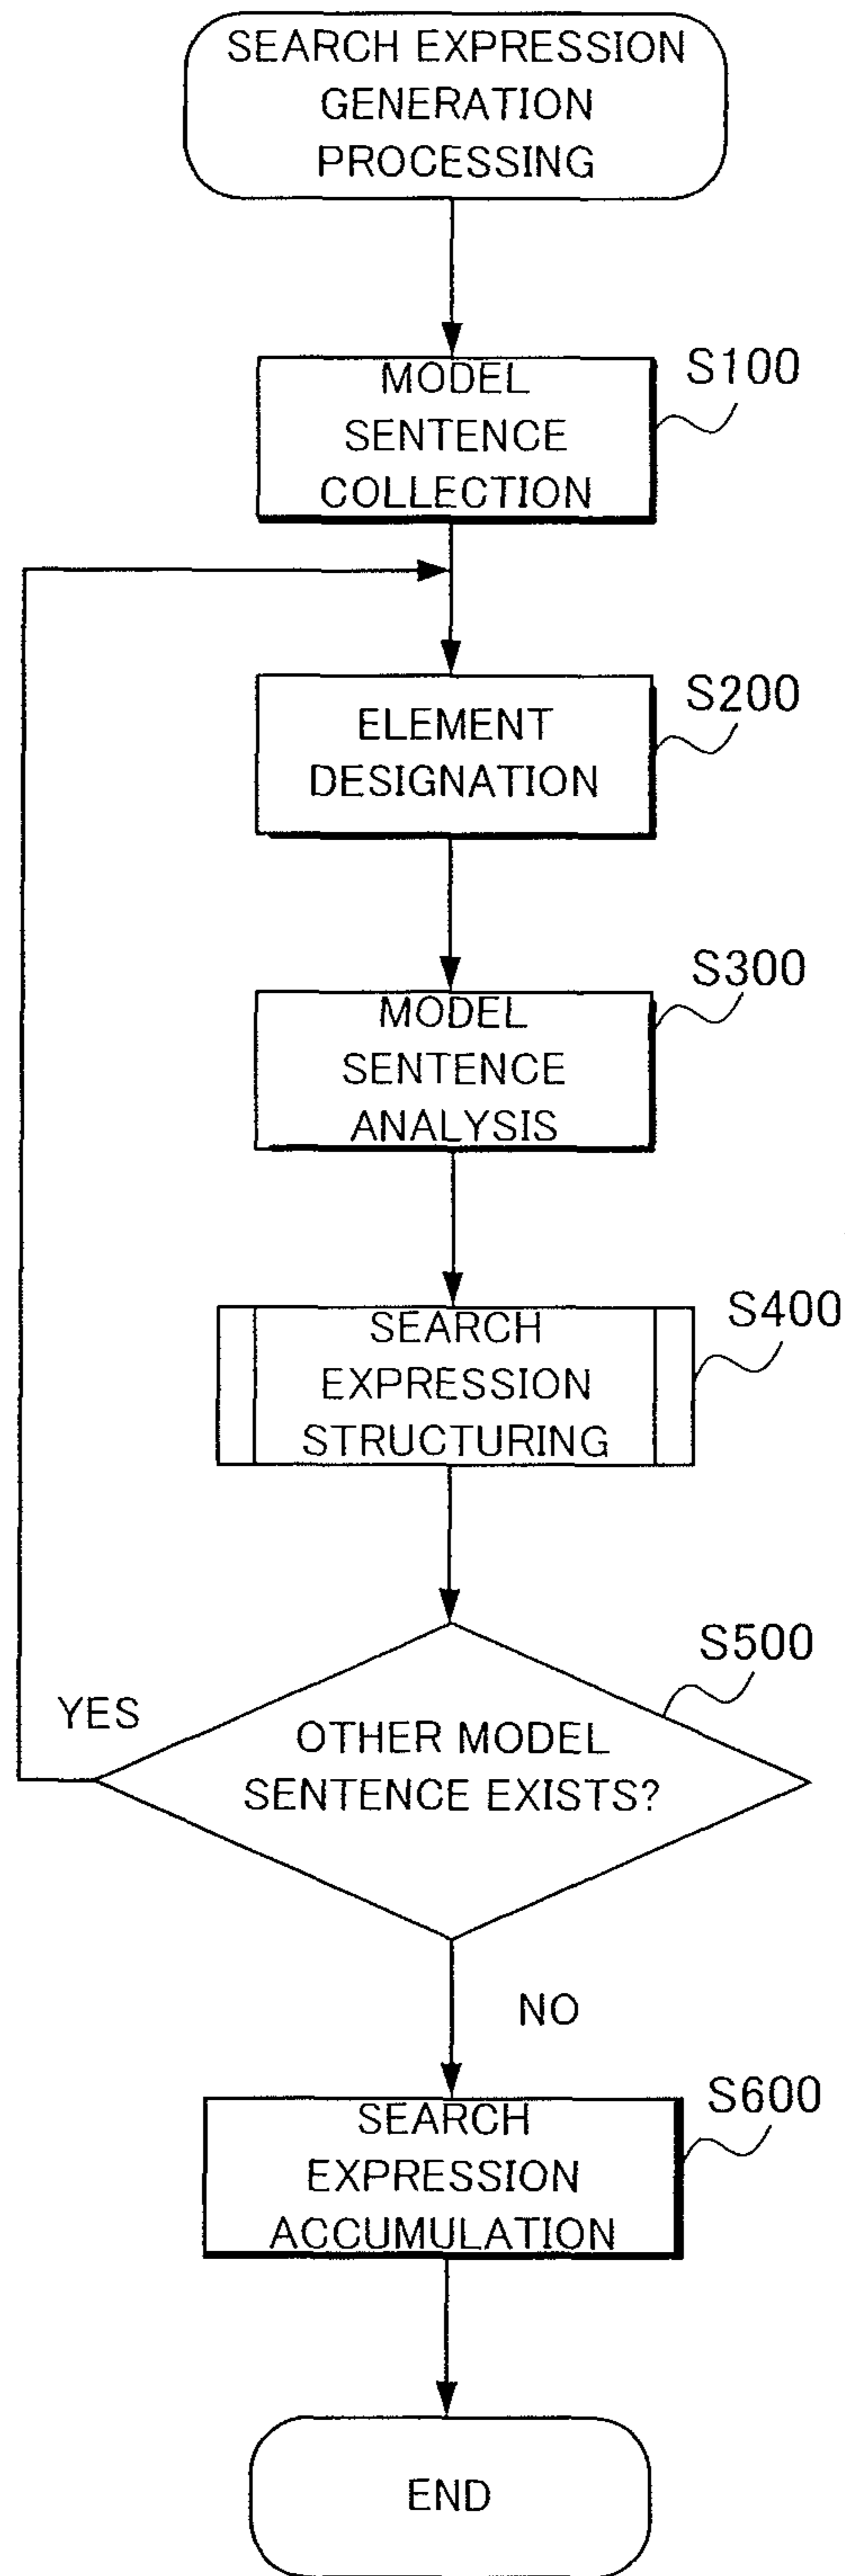 SEARCH EXPRESSION
GENERATION
PROCESSING
MODEL
SENTENCE
COLLECTION
S100
ELEMENT
DESIGNATION
S200
MODEL
SENTENCE
ANALYSIS
S300
SEARCH
EXPRESSION
STRUCTURING
S400
OTHER MODEL
SENTENCE EXISTS?
S500
YES
NO
SEARCH
EXPRESSION
ACCUMULATION
S600
END